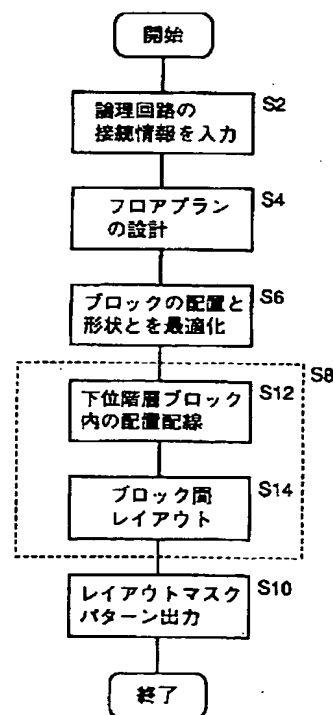 開始
論理回路の
接続情報を入力
S2
フロアプラン
の設計
S4
ブロックの配置と
形状とを最適化
S6
S8
下位階層ブロック
内の配置配線
S12
ブロック間
レイアウト
S14
レイアウトマスク
パターン出力
S10
終了